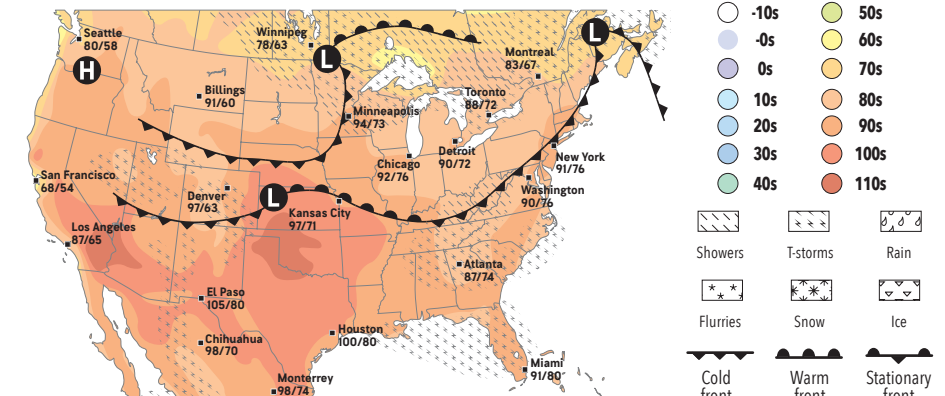 Seattle
80/58
H
Winnipeg
78/63
L
L
Montreal
83/67
Billings
91/60
Toronto
88/72
Minneapolis
94/73
Chicago
92/76
Detroit
90/72
New York
91/76
San Francisco
68/54
Denver
97/63
L
Kansas City
97/71
Washington
90/76
Los Angeles
87/65
Atlanta
87/74
El Paso
105/80
Chihuahua
98/70
Houston
100/80
Monterrey
98/74
Miami
91/80
-10s
50s
-0s
60s
0s
70s
10s
80s
20s
90s
30s
100s
40s
110s
Showers
T-storms
Rain
Flurries
Snow
Ice
Cold
front
Warm
front
Stationary
front